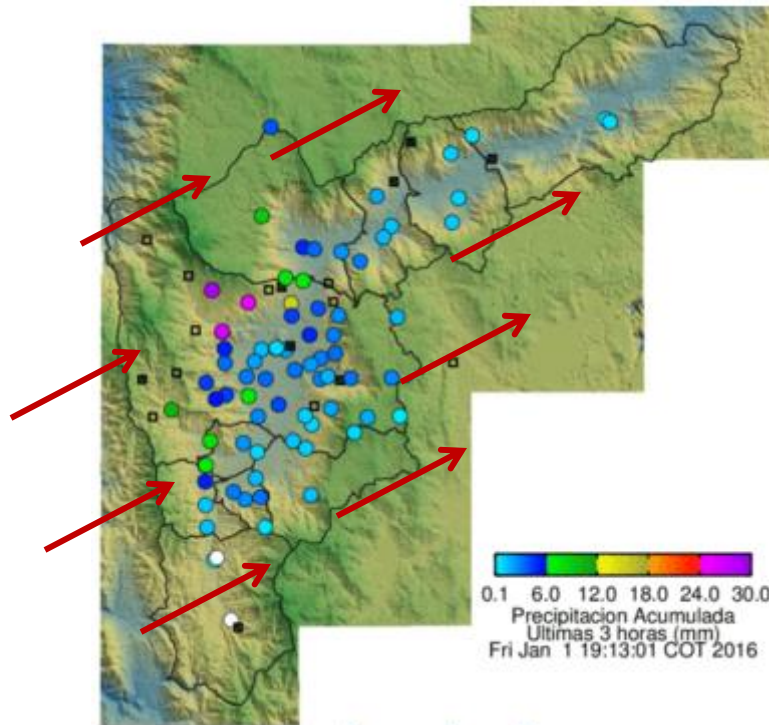 0.1 6.0 12.0 18.0 24.0 30.0
Precipitacion Acumulada
Ultimas 3 horas (mm)
Fri Jan 1 19:13:01 COT 2016